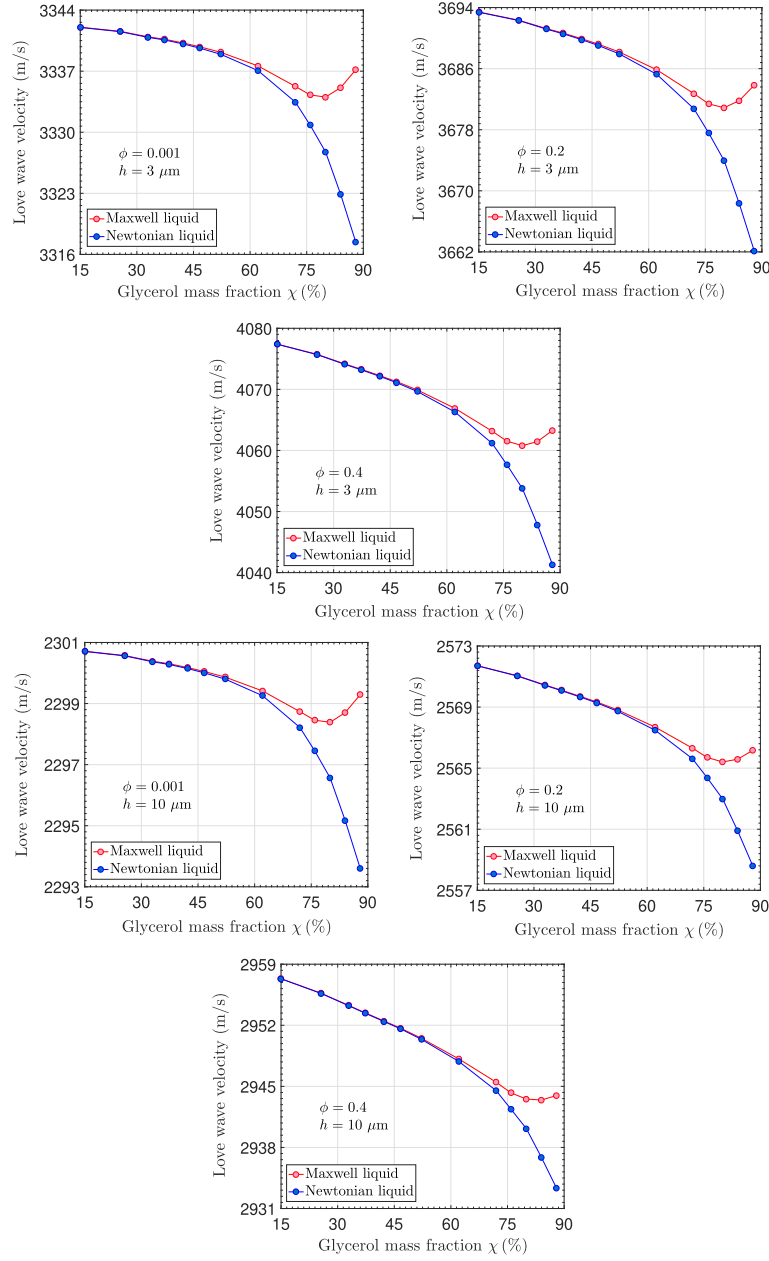 3344
3337
3330
3323
3316
Love wave velocity (m/s)
ϕ = 0.001
h = 3 μm
Maxwell liquid
Newtonian liquid
15 30 45 60 75 90
Glycerol mass fraction χ (%)
3694
3686
3678
3670
3662
Love wave velocity (m/s)
ϕ = 0.2
h = 3 μm
Maxwell liquid
Newtonian liquid
15 30 45 60 75 90
Glycerol mass fraction χ (%)
4080
4070
4060
4050
4040
Love wave velocity (m/s)
ϕ = 0.4
h = 3 μm
Maxwell liquid
Newtonian liquid
15 30 45 60 75 90
Glycerol mass fraction χ (%)
2301
2299
2297
2295
2293
Love wave velocity (m/s)
ϕ = 0.001
h = 10 μm
Maxwell liquid
Newtonian liquid
15 30 45 60 75 90
Glycerol mass fraction χ (%)
2573
2569
2565
2561
2557
Love wave velocity (m/s)
ϕ = 0.2
h = 10 μm
Maxwell liquid
Newtonian liquid
15 30 45 60 75 90
Glycerol mass fraction χ (%)
2959
2952
2945
2938
2931
Love wave velocity (m/s)
ϕ = 0.4
h = 10 μm
Maxwell liquid
Newtonian liquid
15 30 45 60 75 90
Glycerol mass fraction χ (%)